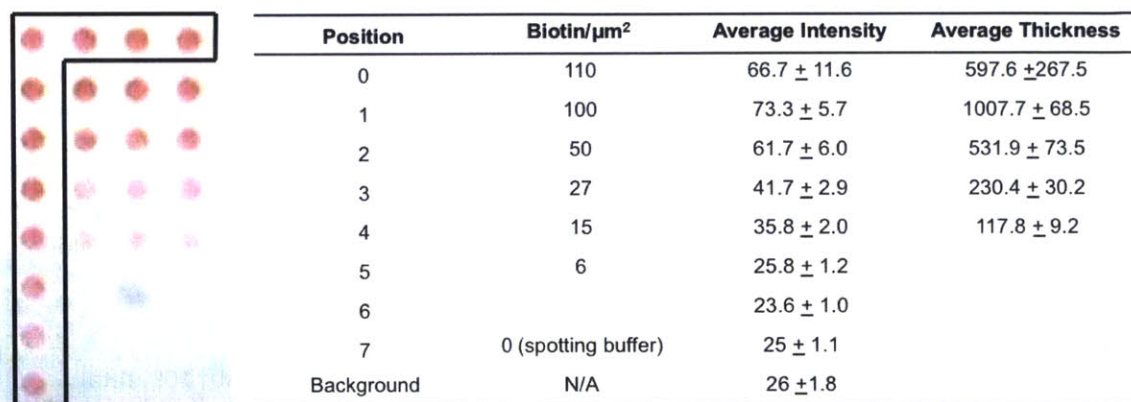 Position Biotin/µm² Average Intensity Average Thickness
0 110 66.7 ± 11.6 597.6 ±267.5
1 100 73.3 ± 5.7 1007.7 ± 68.5
2 50 61.7 ± 6.0 531.9 ± 73.5
3 27 41.7 ± 2.9 230.4 ± 30.2
4 15 35.8 ± 2.0 117.8 ± 9.2
5 6 25.8 ± 1.2
6 23.6 ± 1.0
7 0 (spotting buffer) 25 ± 1.1
Background N/A 26 ±1.8